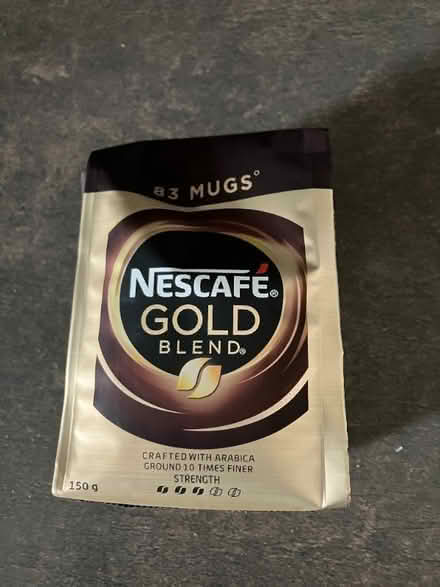 83 MUGS°
NESCAFÉ®
GOLD
BLEND®
CRAFTED WITH ARABICA
GROUND 10 TIMES FINER
STRENGTH
150 g